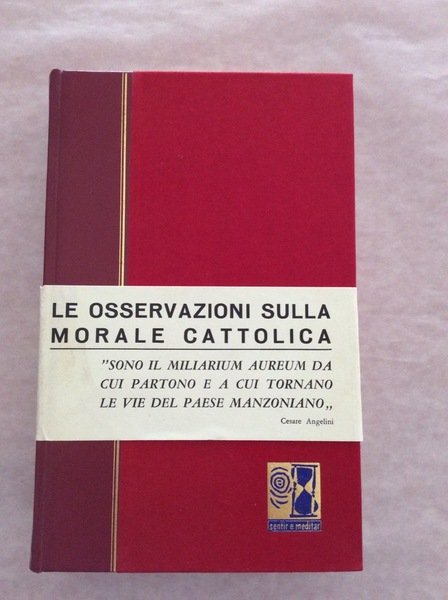 LE OSSERVAZIONI SULLA
MORALE CATTOLICA
"SONO IL MILIARIUM AUREUM DA
CUI PARTONO E A CUI TORNANO
LE VIE DEL PAESE MANZONIANO„
Cesare Angelini
sentir e meditar